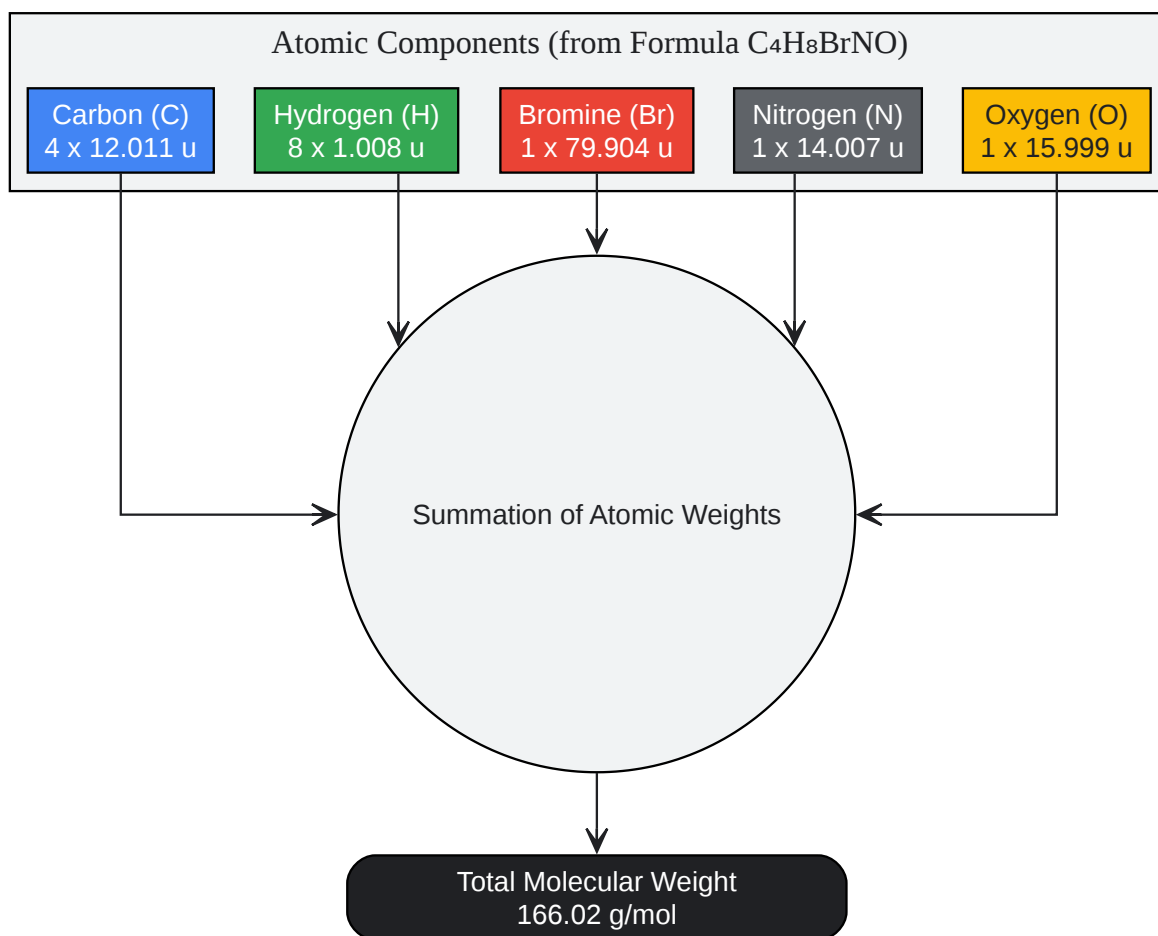 Atomic Components (from Formula C₄H₈BrNO)
Carbon (C)
4 x 12.011 u
Hydrogen (H)
8 x 1.008 u
Bromine (Br)
1 x 79.904 u
Nitrogen (N)
1 x 14.007 u
Oxygen (O)
1 x 15.999 u
Summation of Atomic Weights
Total Molecular Weight
166.02 g/mol